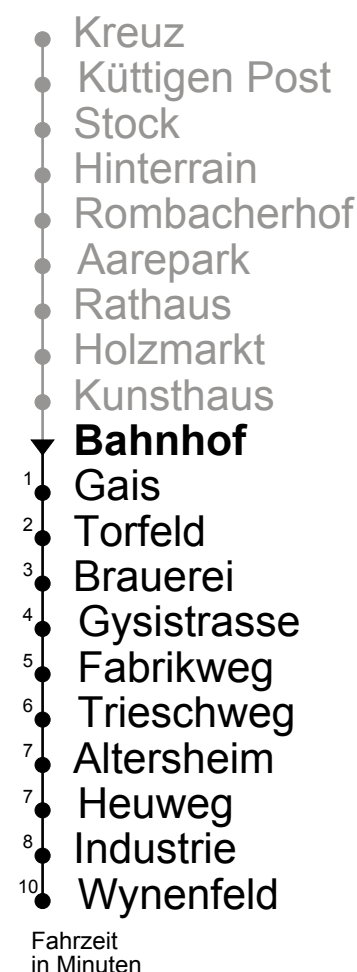 Kreuz
Küttigen Post
Stock
Hinterrain
Rombacherhof
Aarepark
Rathaus
Holzmarkt
Kunsthaus
Bahnhof
1 Gais
2 Torfeld
3 Brauerei
4 Gysistrasse
5 Fabrikweg
6 Trieschweg
7 Altersheim
7 Heuweg
8 Industrie
10 Wynenfeld
Fahrzeit
in Minuten